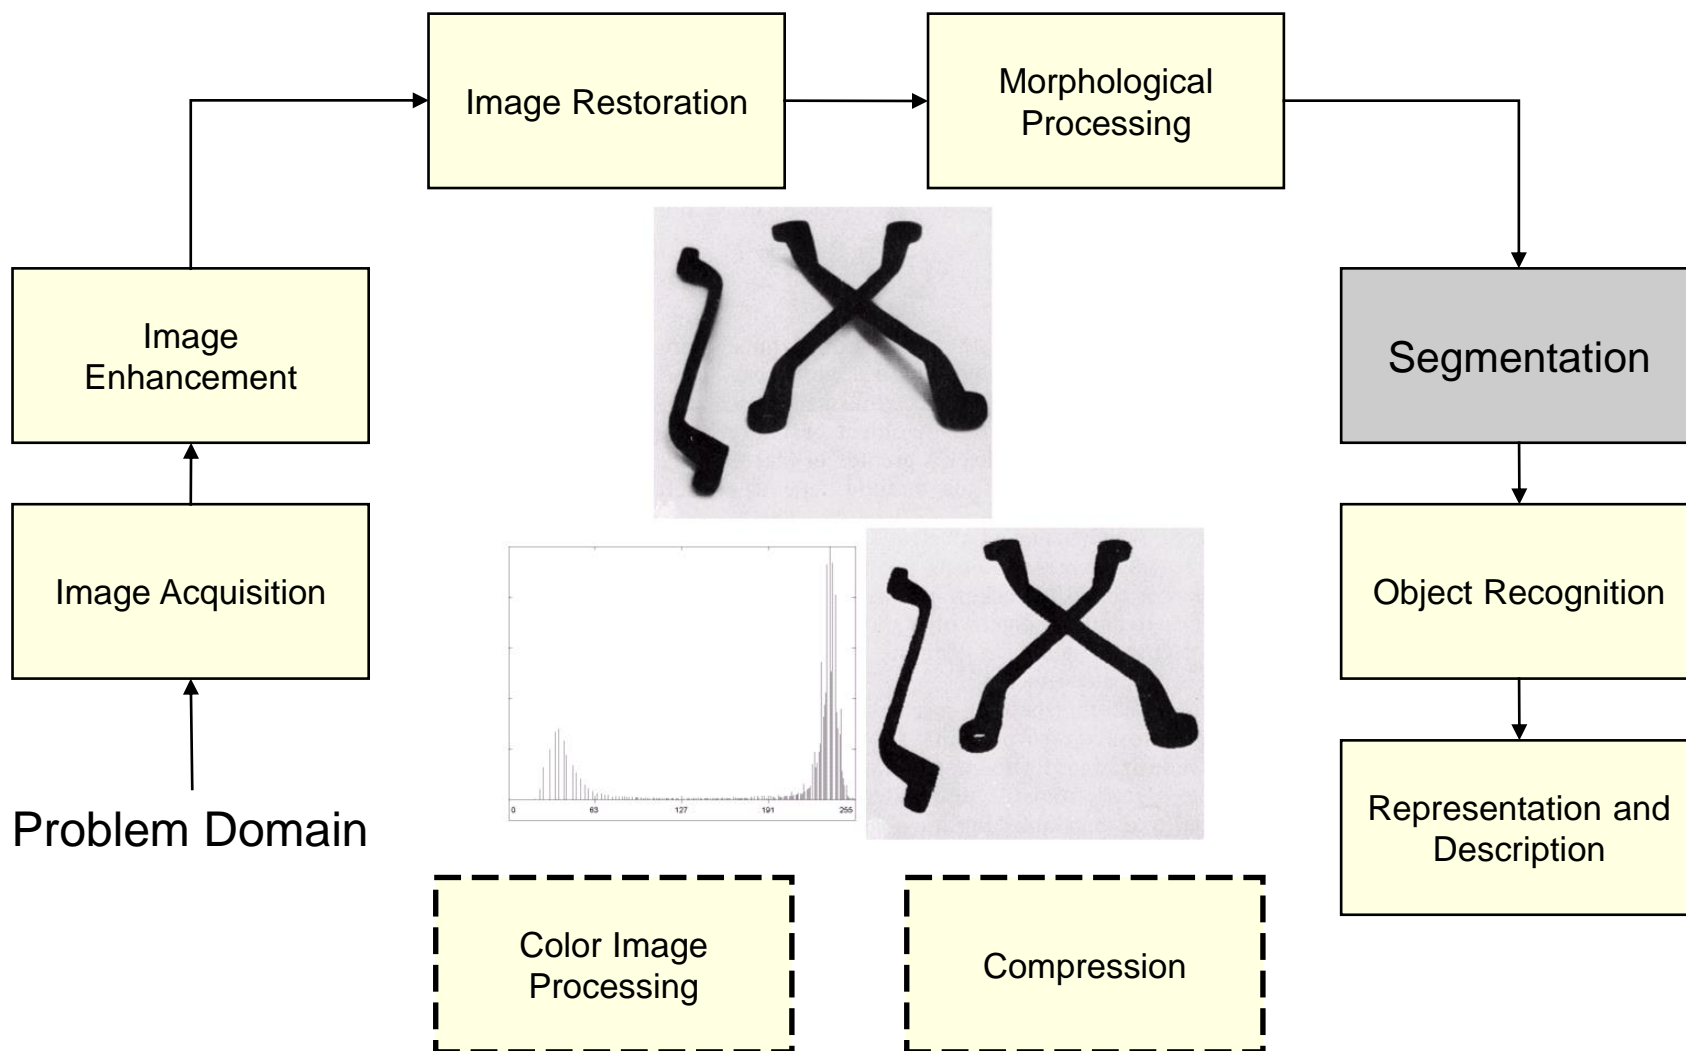 Image Restoration
Morphological
Processing
Image
Enhancement
Segmentation
Image Acquisition
Object Recognition
0 63 127 191 255
Problem Domain
Representation and
Description
Color Image
Processing
Compression